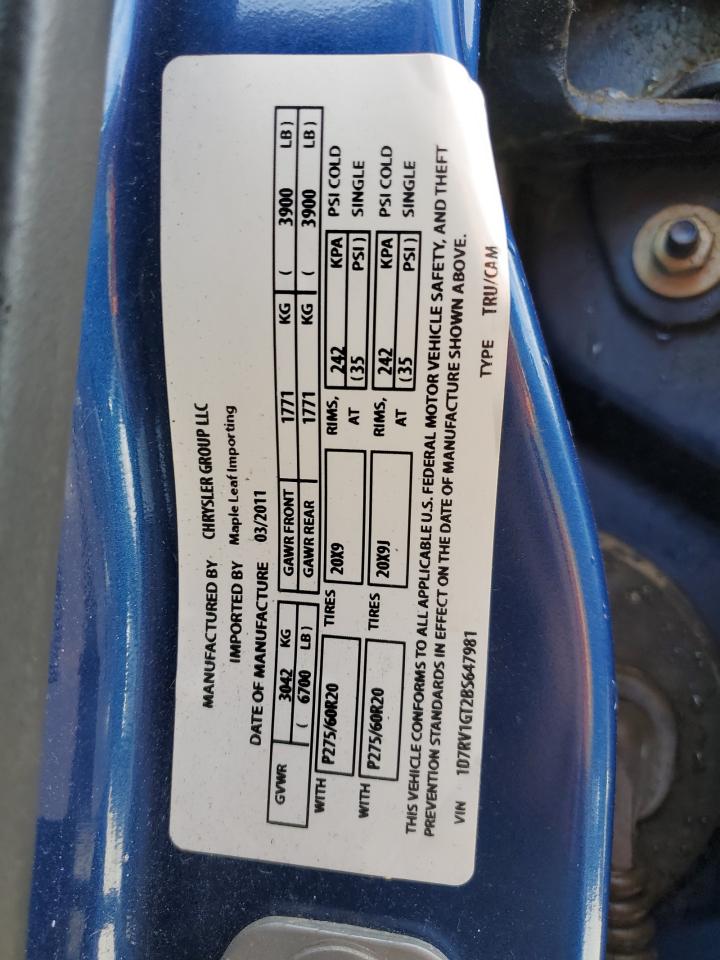 MANUFACTURED BY CHRYSLER GROUP LLC
IMPORTED BY Maple Leaf Importing
DATE OF MANUFACTURE 03/2011
GVWR 3042 KG GAWR FRONT 1771 KG ( 3900 LB )
( 6700 LB ) GAWR REAR 1771 KG ( 3900 LB )
WITH P275/60R20 TIRES 20X9 RIMS, AT 242 KPA PSI COLD
(35 PSI ) SINGLE
WITH P275/60R20 TIRES 20X9J RIMS, AT 242 KPA PSI COLD
(35 PSI ) SINGLE
THIS VEHICLE CONFORMS TO ALL APPLICABLE U.S. FEDERAL MOTOR VEHICLE SAFETY, AND THEFT
PREVENTION STANDARDS IN EFFECT ON THE DATE OF MANUFACTURE SHOWN ABOVE.
VIN 1D7RV1GT2BS647981 TYPE TRU/CAM